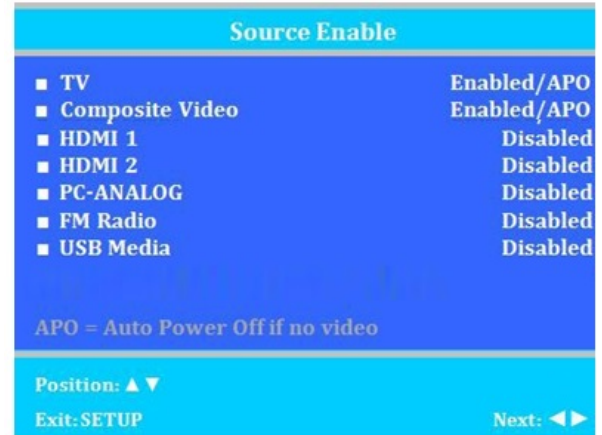 Source Enable
■ TV Enabled/APO
■ Composite Video Enabled/APO
■ HDMI 1 Disabled
■ HDMI 2 Disabled
■ PC-ANALOG Disabled
■ FM Radio Disabled
■ USB Media Disabled
APO = Auto Power Off if no video
Position: ▲ ▼
Exit: SETUP Next: ◀▶